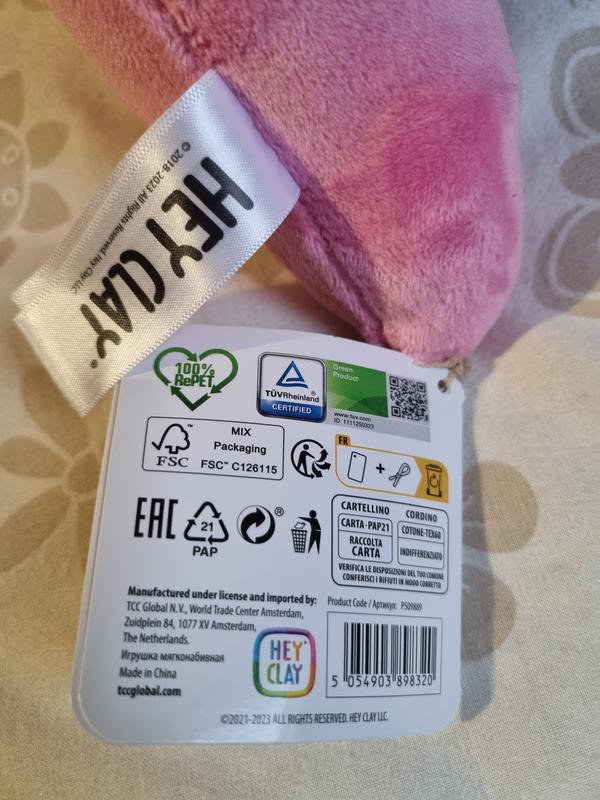 HEY CLAY®
© 2018-2023 All Rights Reserved. Hey Clay LLC.
100%
RePET
TÜVRheinland®
CERTIFIED
Green
Product
www.tuv.com
ID 1111250323
FSC™
MIX
Packaging
FSC™ C126115
FR
+
EAC
21
PAP
®
CARTELLINO
CARTA-PAP21
RACCOLTA
CARTA
CORDINO
COTONE-TEX60
INDIFFERENZIATO
VERIFICA LE DISPOSIZIONI DEL TUO COMUNE
CONFERISCI I RIFIUTI IN MODO CORRETTO
Manufactured under license and imported by:
TCC Global N.V., World Trade Center Amsterdam,
Zuidplein 84, 1077 XV Amsterdam,
The Netherlands.
Игрушка мягконабивная
Made in China
tccglobal.com
HEY
CLAY
Product Code / Артикул: PS09889
5 054903 898320
©2021-2023 ALL RIGHTS RESERVED. HEY CLAY LLC.